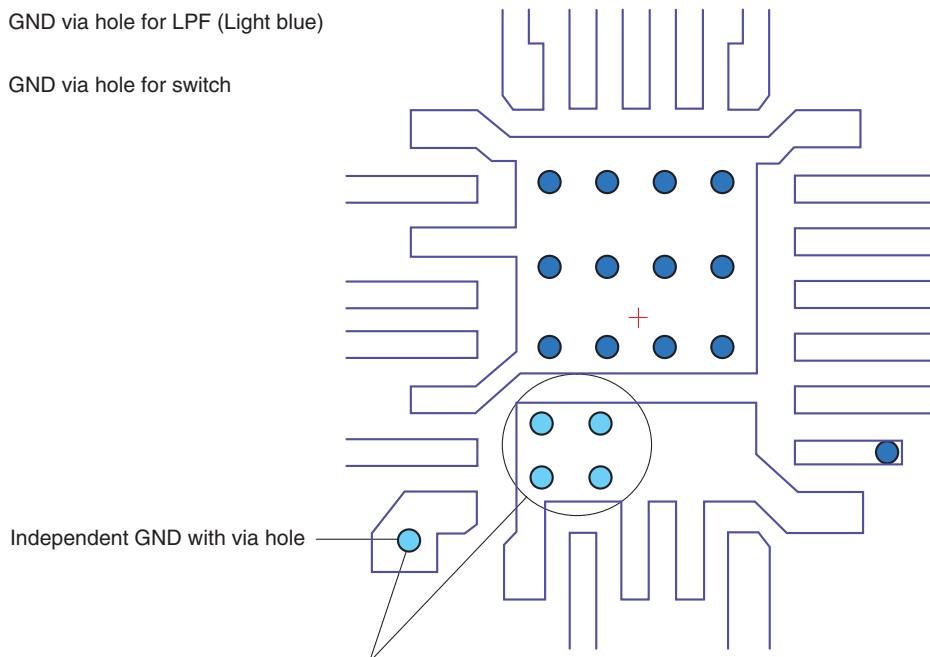 GND via hole for LPF (Light blue)
GND via hole for switch
Independent GND with via hole